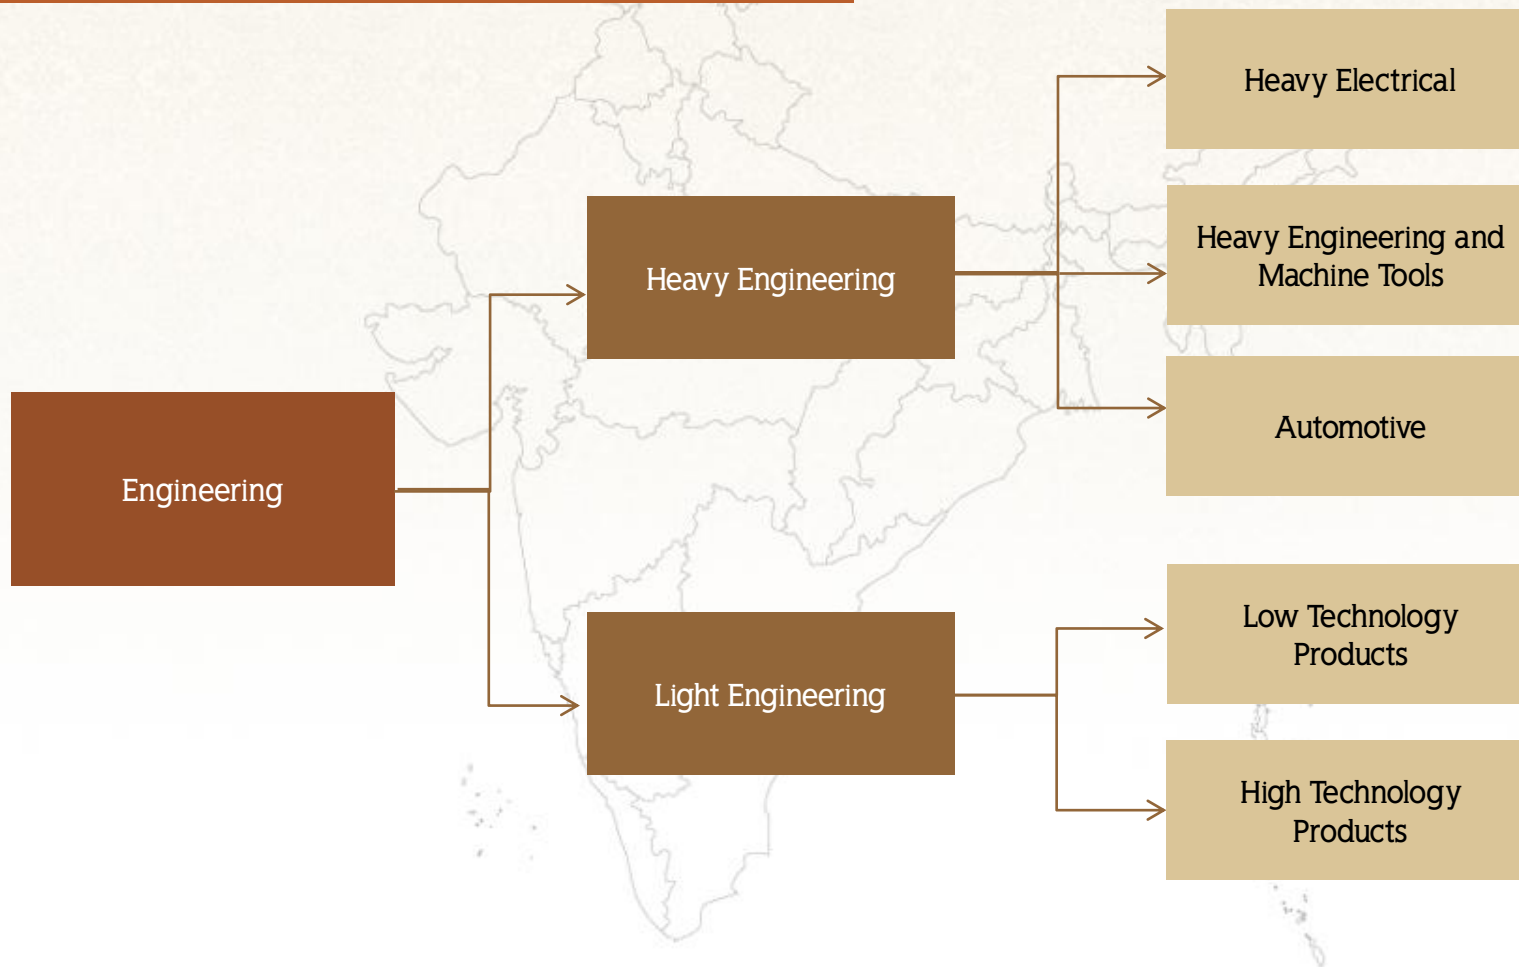 Engineering
Heavy Engineering
Light Engineering
Heavy Electrical
Heavy Engineering and
Machine Tools
Automotive
Low Technology
Products
High Technology
Products